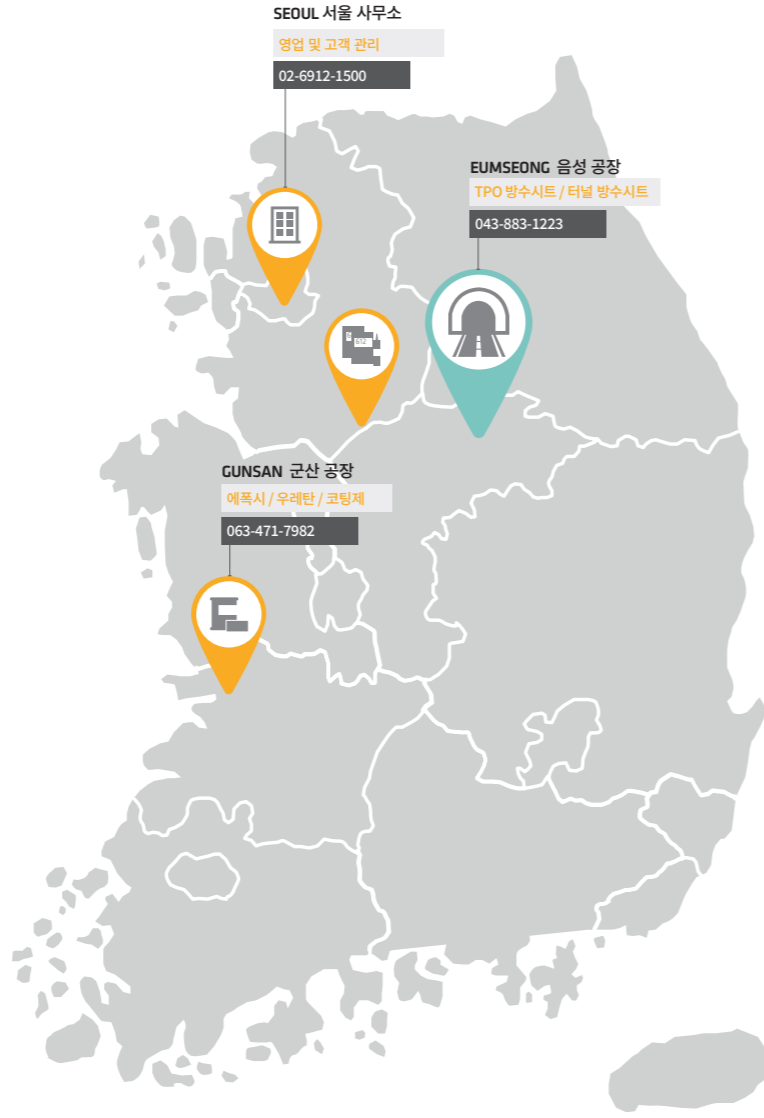 SEOUL 서울 사무소
영업 및 고객 관리
02-6912-1500
EUMSEONG 음성 공장
TPO 방수시트 / 터널 방수시트
043-883-1223
612
GUNSAN 군산 공장
에폭시 / 우레탄 / 코팅제
063-471-7982